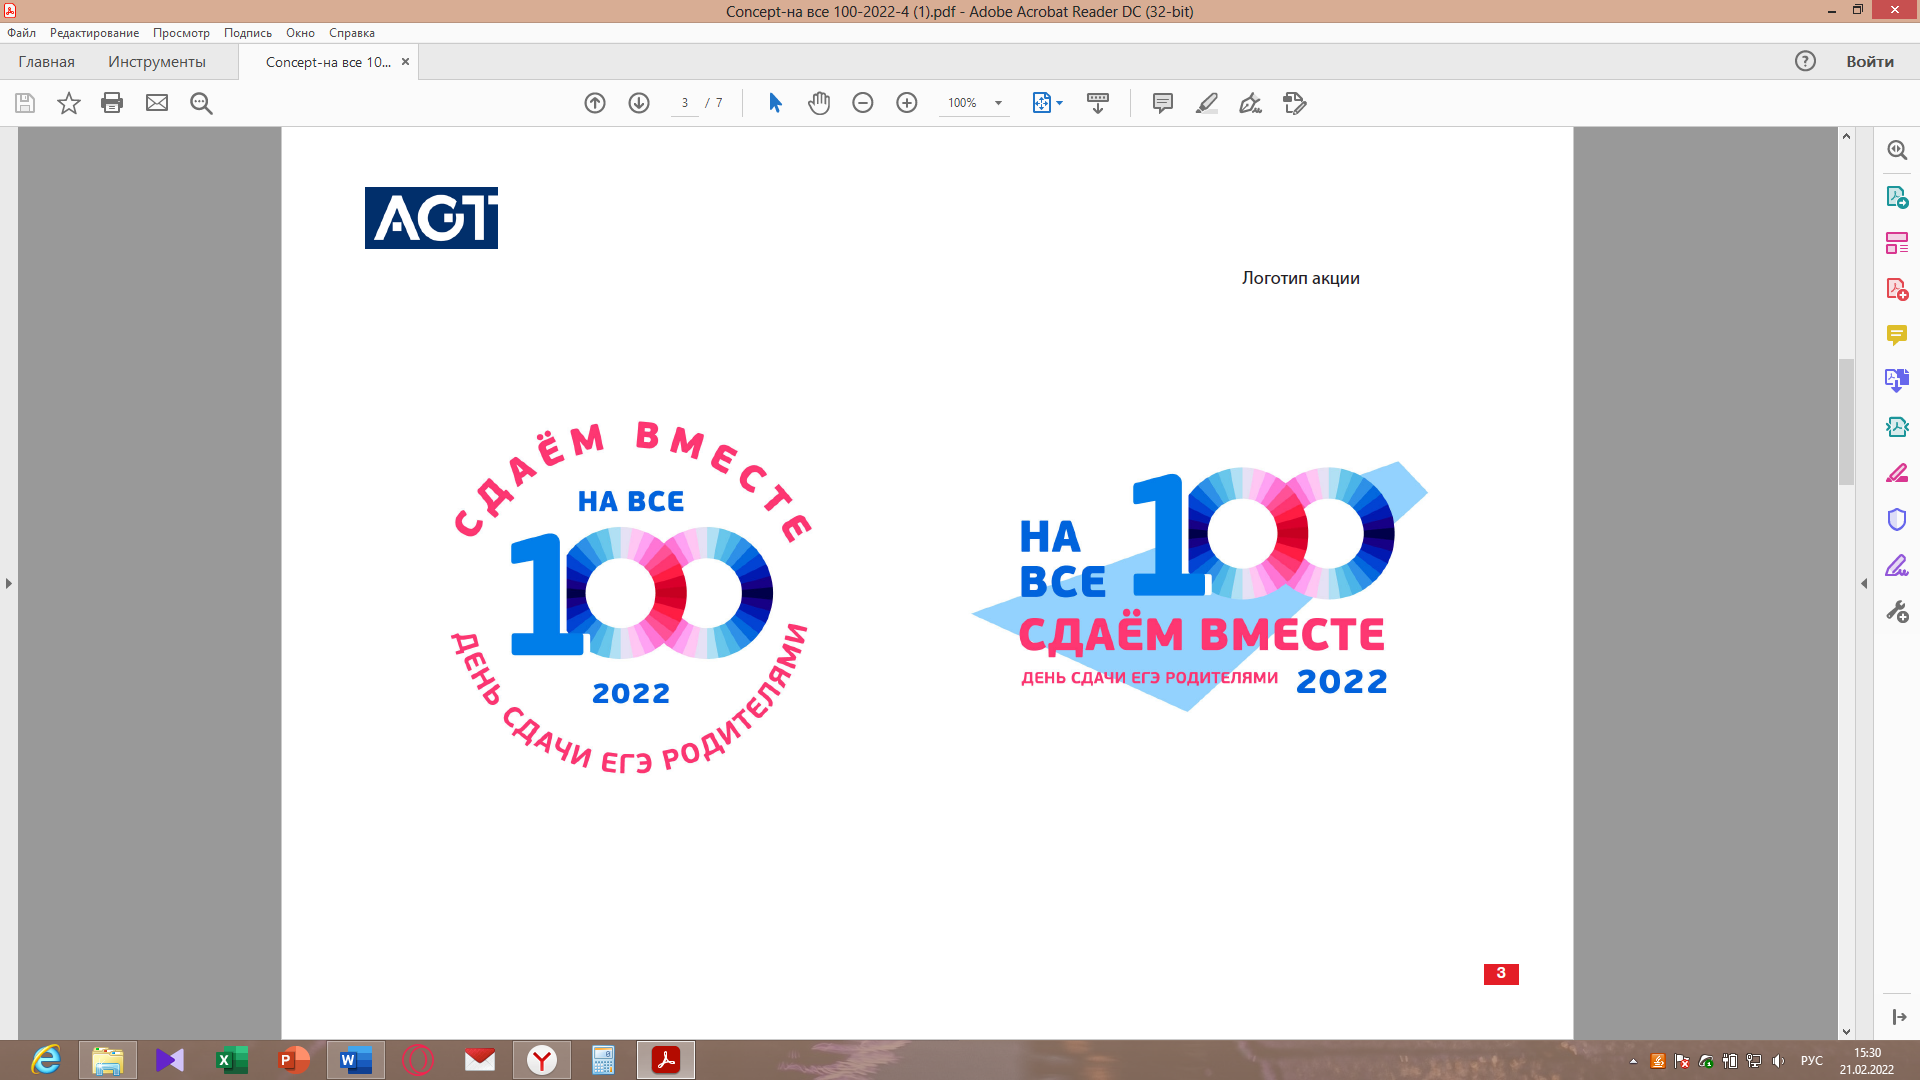 Concept-на все 100-2022-4 (1).pdf - Adobe Acrobat Reader DC (32-bit)
Файл Редактирование Просмотр Подпись Окно Справка
Главная Инструменты Concept-на все 10... × Войти
3 / 7 100%
AGT
Логотип акции
СДАЁМ ВМЕСТЕ
НА ВСЕ
100
2022
ДЕНЬ СДАЧИ ЕГЭ РОДИТЕЛЯМИ
НА
ВСЕ
100
СДАЁМ ВМЕСТЕ
ДЕНЬ СДАЧИ ЕГЭ РОДИТЕЛЯМИ 2022
3
РУС
15:30
21.02.2022